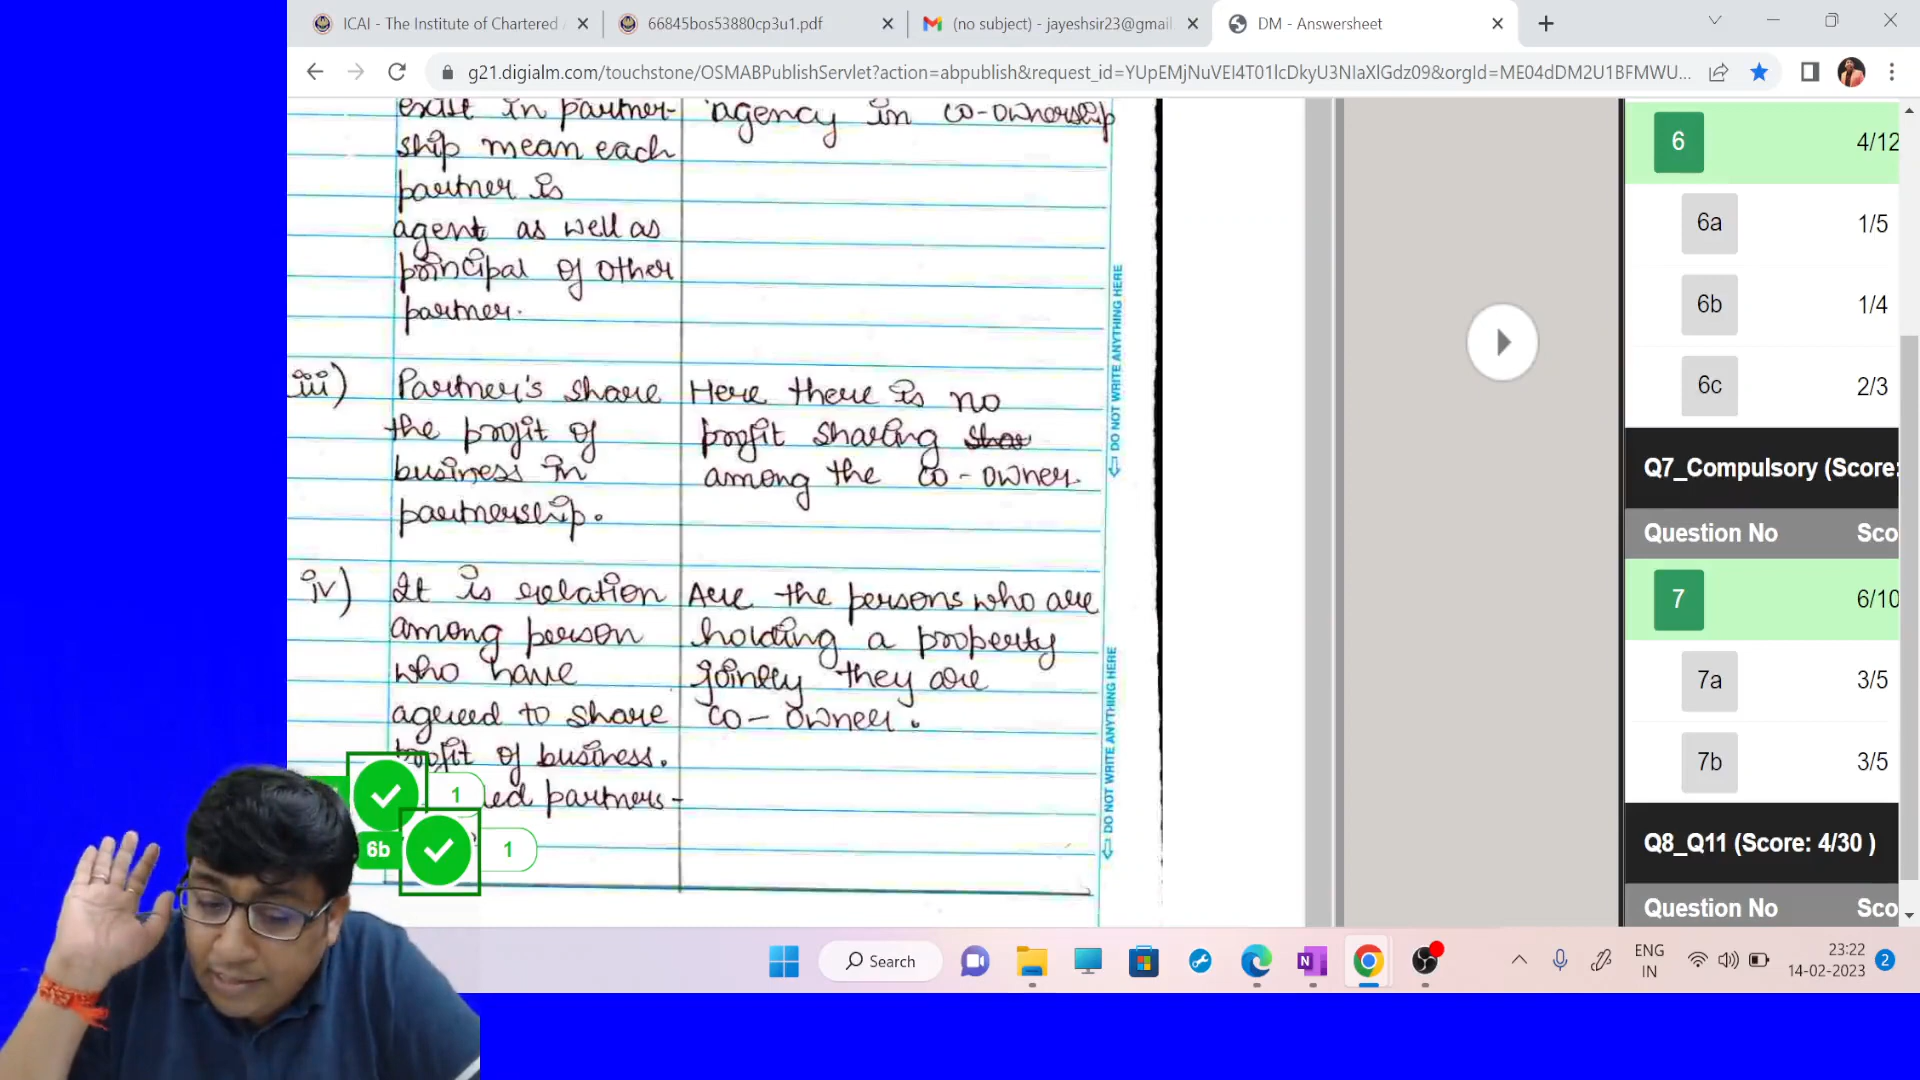 ICAI - The Institute of Chartered
66845bos53880cp3u1.pdf
(no subject) - jayeshsir23@gmail
DM - Answersheet
g21.digialm.com/touchstone/OSMABPublishServlet?action=abpublish&request_id=YUpEMjNuVEI4T01lcDkyU3NIaXlGdz09&orgId=ME04dDM2U1BFMWU...
exist in partner-
ship mean each
partner is
agent as well as
principal of other
partner.
agency in co-ownership
iii)
Partner's share
the profit of
business in
partnership.
Here there is no
profit sharing
among the co-owner.
iv)
It is relation
among person
who have
agreed to share
profit of business.
ed partners-
Are the persons who are
holding a property
jointly they are
co-owner.
DO NOT WRITE ANYTHING HERE
DO NOT WRITE ANYTHING HERE
1
6b 1
6 4/12
6a 1/5
6b 1/4
6c 2/3
Q7_Compulsory (Score:
Question No Sco
7 6/10
7a 3/5
7b 3/5
Q8_Q11 (Score: 4/30 )
Question No Sco
Search
ENG
IN
23:22
14-02-2023
2